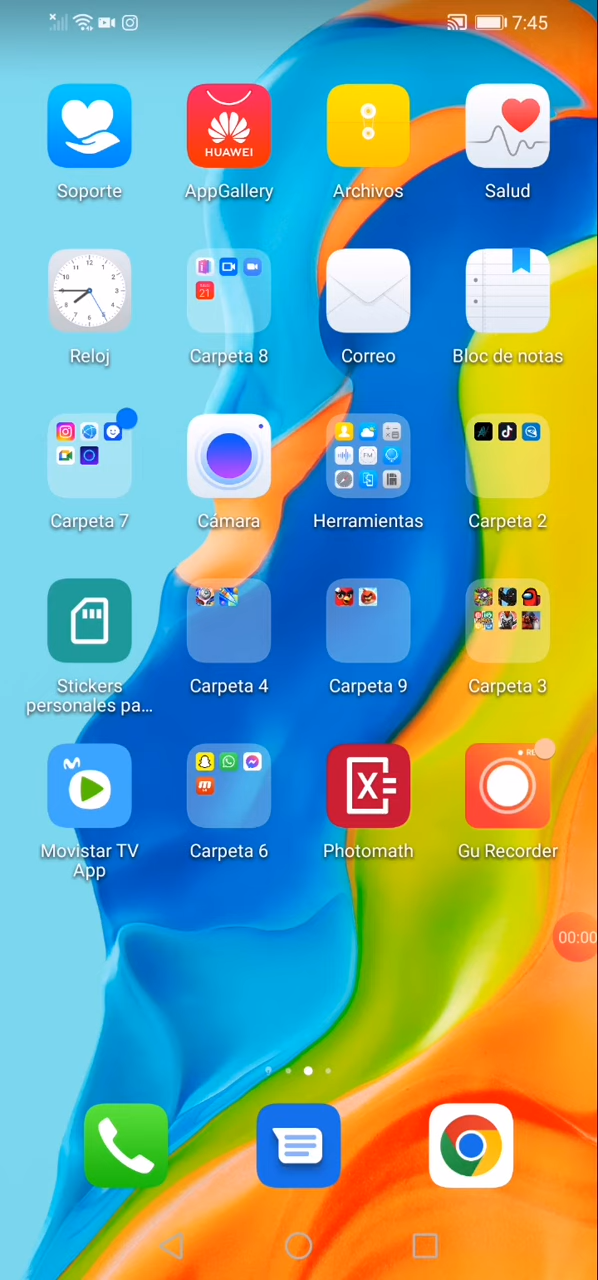 7:45
HUAWEI
Soporte
AppGallery
Archivos
Salud
21
Reloj
Carpeta 8
Correo
Bloc de notas
FM
Carpeta 7
Cámara
Herramientas
Carpeta 2
Stickers
personales pa...
Carpeta 4
Carpeta 9
Carpeta 3
X
Movistar TV
App
Carpeta 6
Photomath
Gu Recorder
00:00